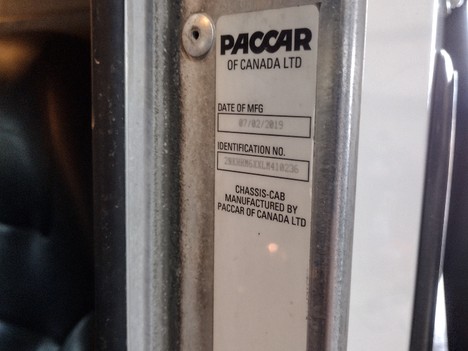 PACCAR
OF CANADA LTD
DATE OF MFG
07/02/2019
IDENTIFICATION NO.
CHASSIS-CAB
MANUFACTURED BY
PACCAR OF CANADA LTD